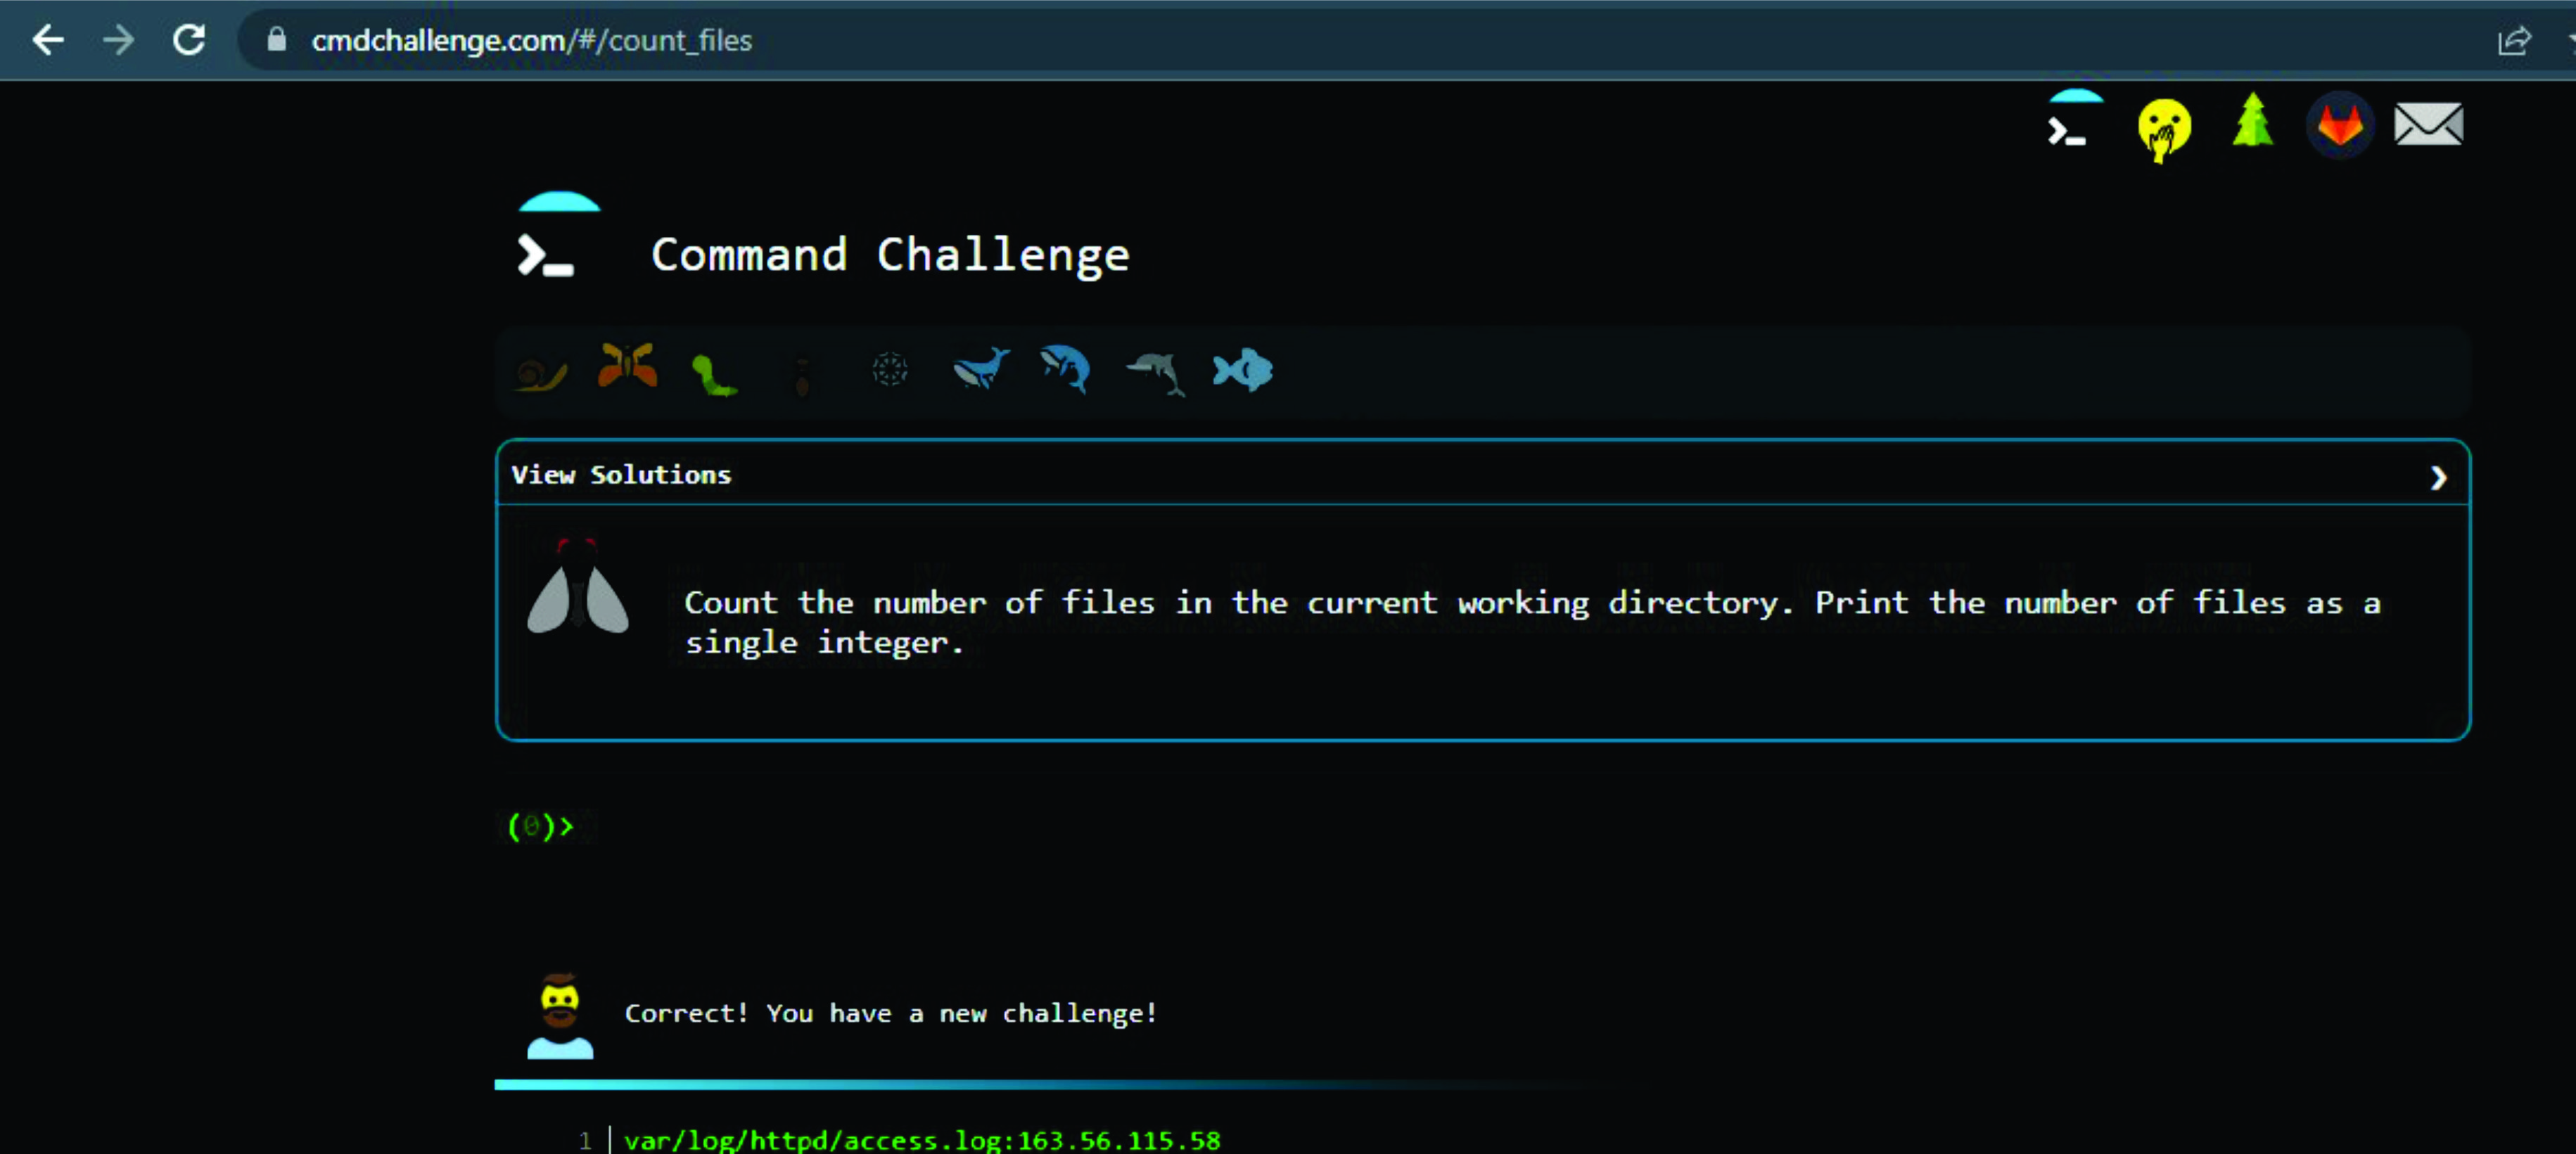 cmdchallenge.com/#/count_files
Command Challenge
View Solutions
Count the number of files in the current working directory. Print the number of files as a
single integer.
(0)>
Correct! You have a new challenge!
1 var/log/httpd/access.log:163.56.115.58